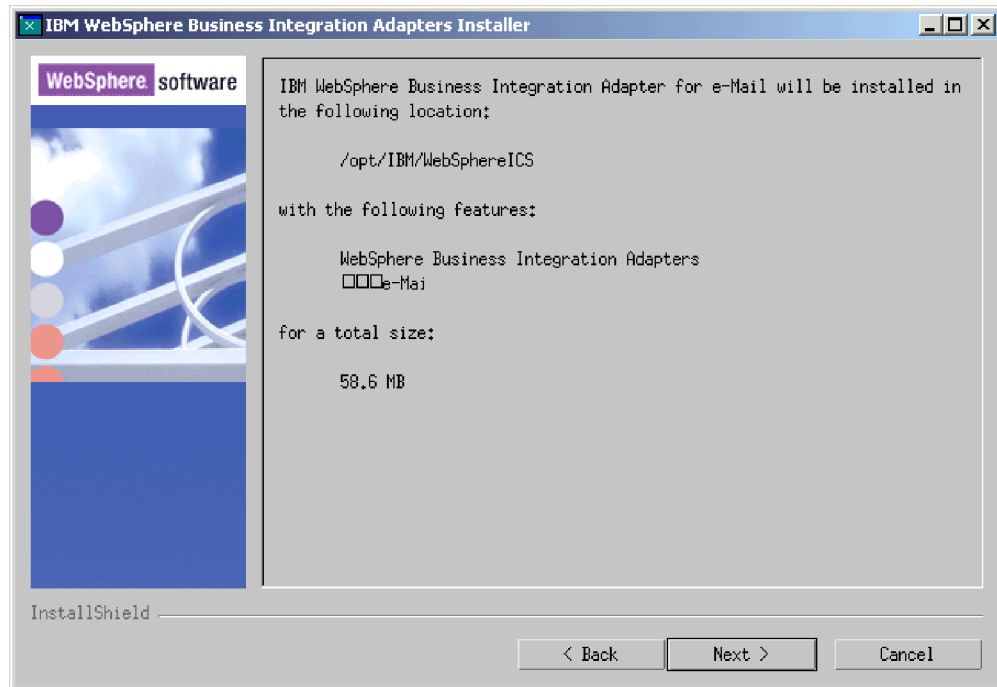 IBM WebSphere Business Integration Adapters Installer
WebSphere software
IBM WebSphere Business Integration Adapter for e-Mail will be installed in
the following location:
/opt/IBM/WebSphereICS
with the following features:
WebSphere Business Integration Adapters
□□□e-Mai
for a total size:
58.6 MB
InstallShield
< Back Next > Cancel